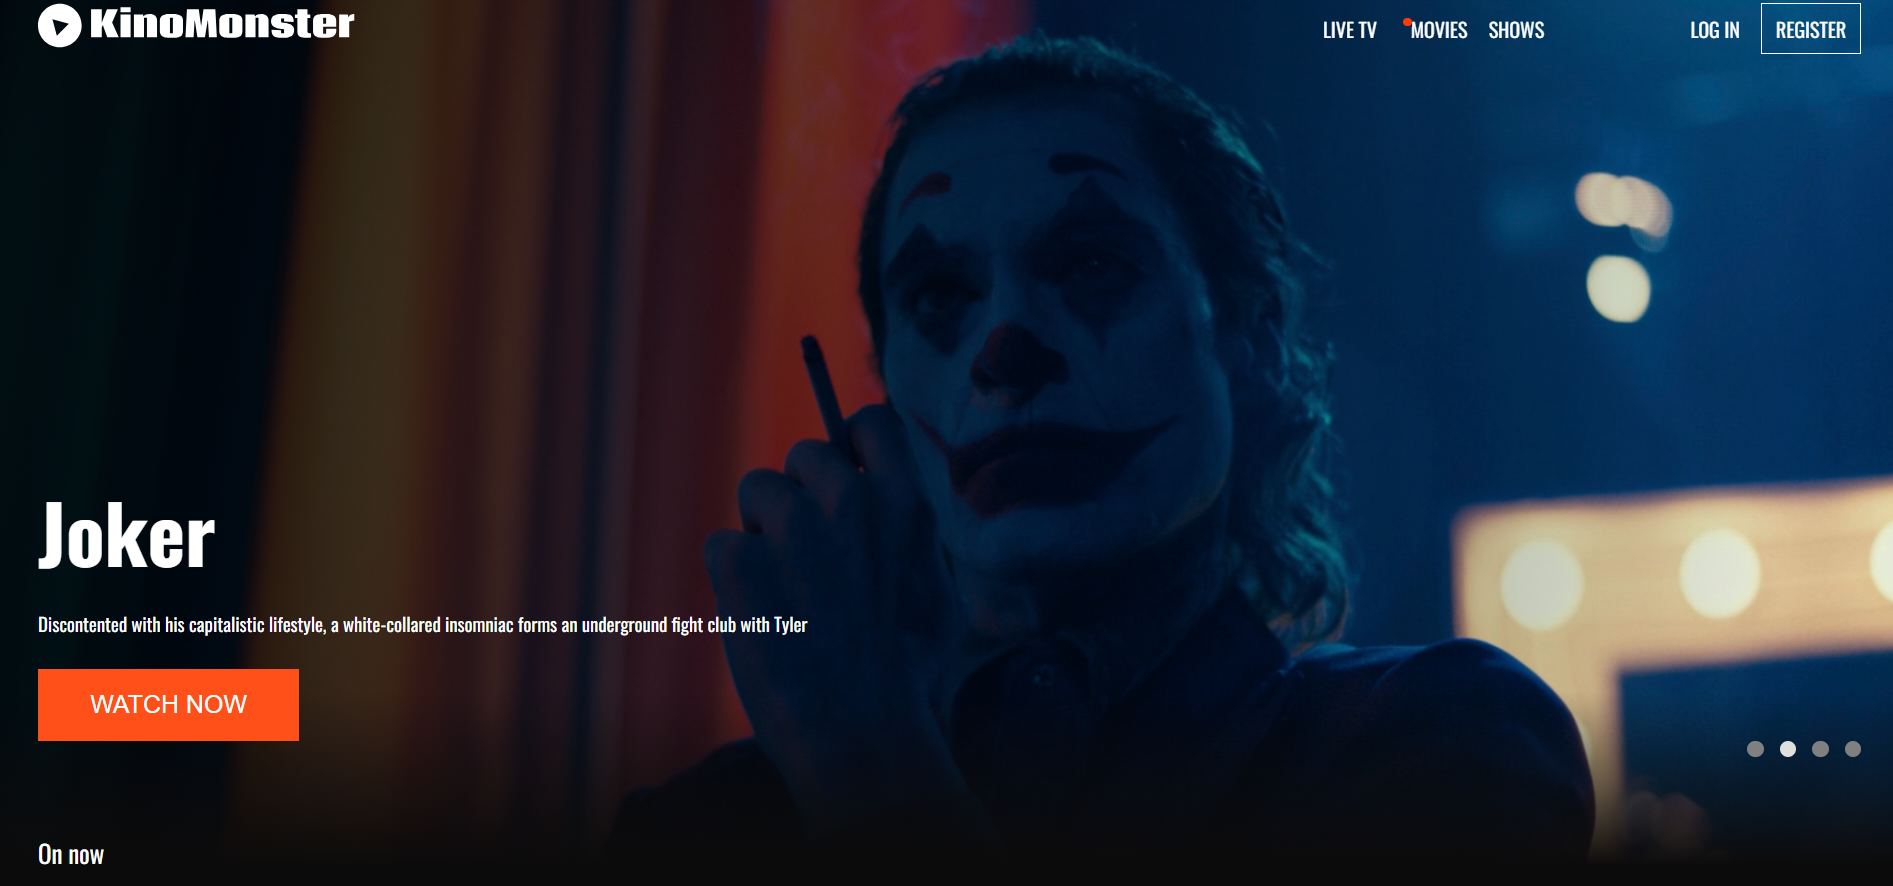 KinoMonster
LIVE TV
MOVIES
SHOWS
LOG IN
REGISTER
Joker
Discontented with his capitalistic lifestyle, a white-collared insomniac forms an underground fight club with Tyler
WATCH NOW
On now